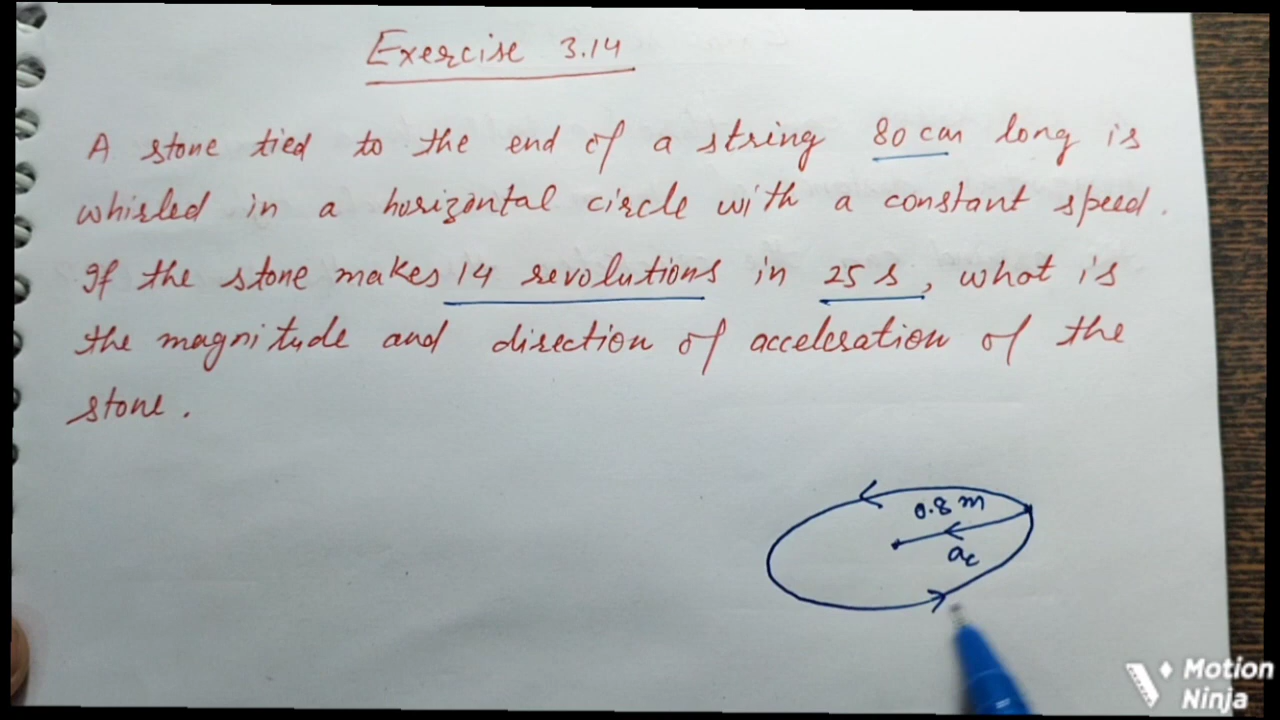 Exercise 3.14
A stone tied to the end of a string 80 cm long is
whirled in a horizontal circle with a constant speed.
If the stone makes 14 revolutions in 25 s, what is
the magnitude and direction of acceleration of the
stone.
0.8 m
ac
Motion
Ninja